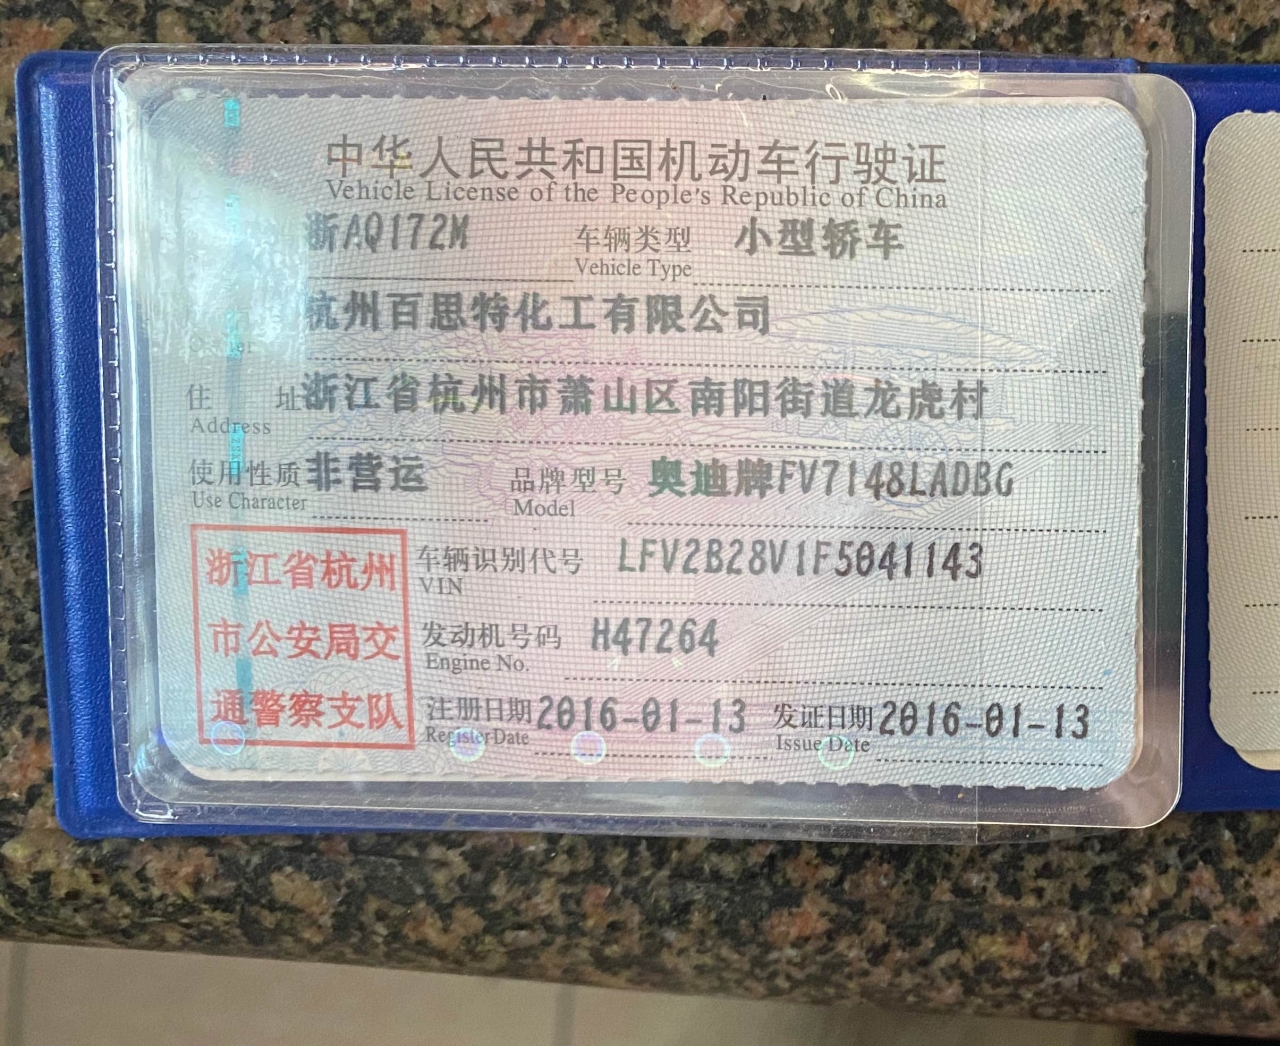 中华人民共和国机动车行驶证
Vehicle License of the People's Republic of China
浙AQ172M 车辆类型 小型轿车
Vehicle Type
杭州百思特化工有限公司
住 址 浙江省杭州市萧山区南阳街道龙虎村
Address
使用性质 非营运 品牌型号 奥迪牌FV7148LADBG
Use Character Model
浙江省杭州
市公安局交
通警察支队
车辆识别代号 LFV2B28V1F5041143
VIN
发动机号码 H47264
Engine No.
注册日期 2016-01-13 发证日期 2016-01-13
Register Date Issue Date